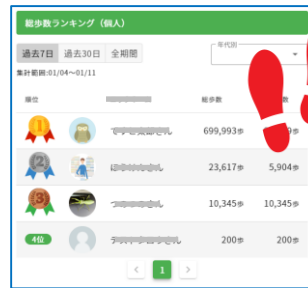 総歩数ランキング（個人）
年代別
過去7日 過去30日 全期間
集計範囲:01/04～01/11
順位 総歩数 数
699,993歩 9歩
23,617歩 5,904歩
10,345歩 10,345歩
4位 200歩 200歩
< 1 >